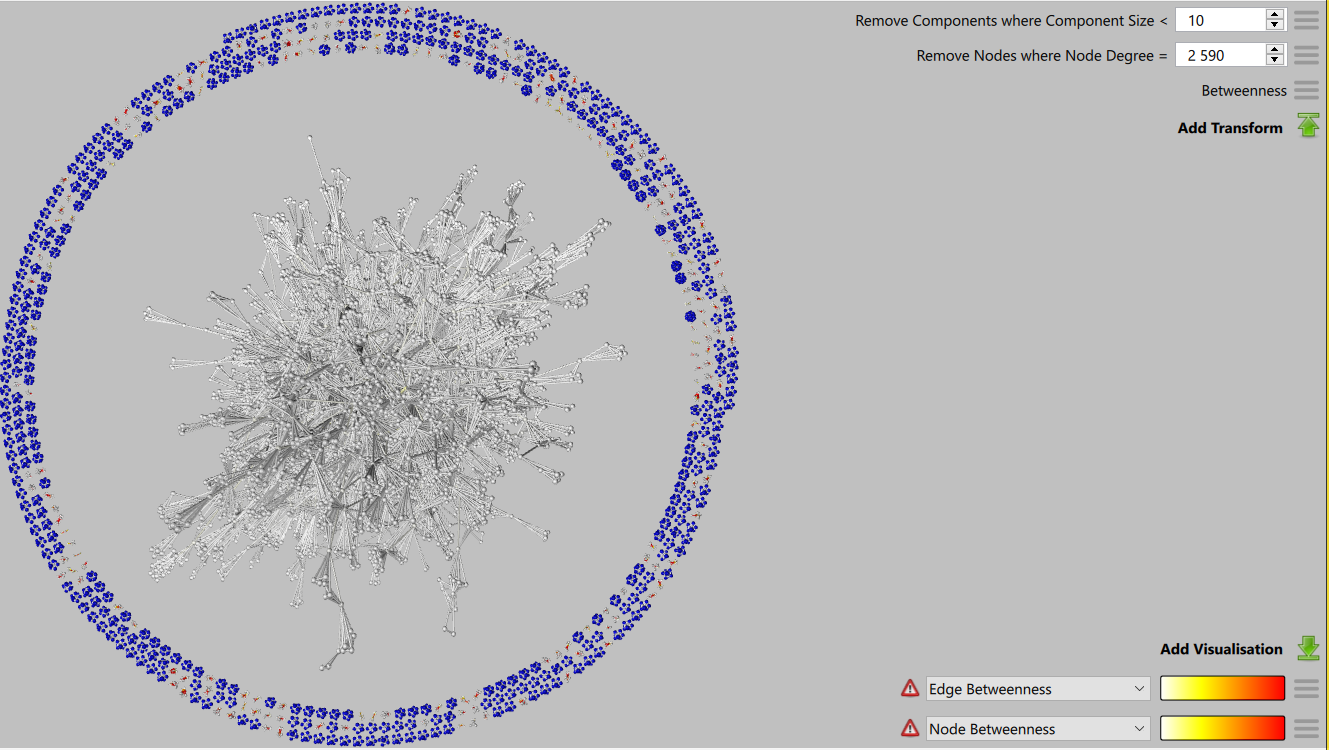 Remove Components where Component Size < 10
Remove Nodes where Node Degree = 2 590
Betweenness
Add Transform
Add Visualisation
Edge Betweenness
Node Betweenness